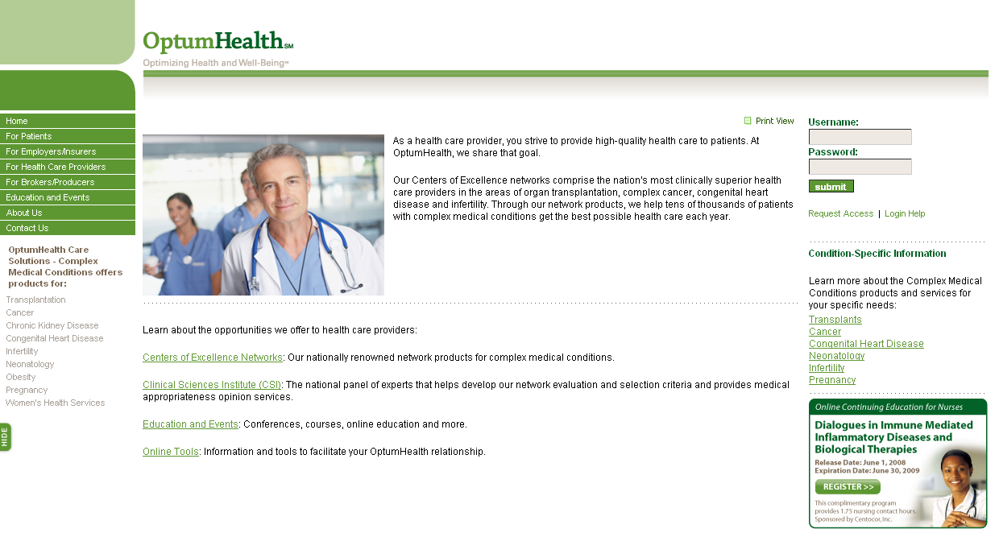 OptumHealth℠
Optimizing Health and Well-Being℠
Home
For Patients
For Employers/Insurers
For Health Care Providers
For Brokers/Producers
Education and Events
About Us
Contact Us
OptumHealth Care
Solutions - Complex
Medical Conditions offers
products for:
Transplantation
Cancer
Chronic Kidney Disease
Congenital Heart Disease
Infertility
Neonatology
Obesity
Pregnancy
Women's Health Services
HIDE
Print View
As a health care provider, you strive to provide high-quality health care to patients. At
OptumHealth, we share that goal.
Our Centers of Excellence networks comprise the nation's most clinically superior health
care providers in the areas of organ transplantation, complex cancer, congenital heart
disease and infertility. Through our network products, we help tens of thousands of patients
with complex medical conditions get the best possible health care each year.
Learn about the opportunities we offer to health care providers:
Centers of Excellence Networks: Our nationally renowned network products for complex medical conditions.
Clinical Sciences Institute (CSI): The national panel of experts that helps develop our network evaluation and selection criteria and provides medical
appropriateness opinion services.
Education and Events: Conferences, courses, online education and more.
Online Tools: Information and tools to facilitate your OptumHealth relationship.
Username:
Password:
submit
Request Access | Login Help
Condition-Specific Information
Learn more about the Complex Medical
Conditions products and services for
your specific needs:
Transplants
Cancer
Congenital Heart Disease
Neonatology
Infertility
Pregnancy
Online Continuing Education for Nurses
Dialogues in Immune Mediated
Inflammatory Diseases and
Biological Therapies
Release Date: June 1, 2008
Expiration Date: June 30, 2009
REGISTER >>
This complimentary program
provides 1.75 nursing contact hours.
Sponsored by Centocor, Inc.